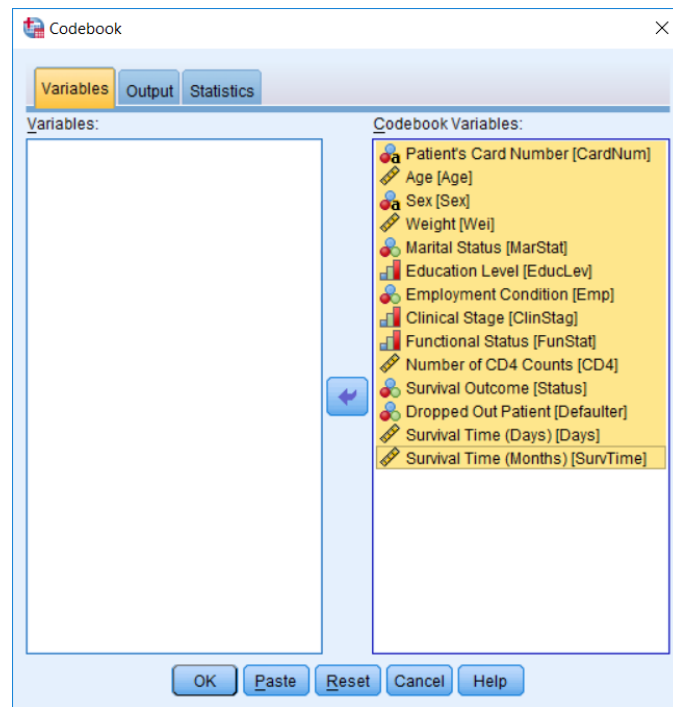 Codebook
Variables Output Statistics
Variables:
Codebook Variables:
Patient's Card Number [CardNum]
Age [Age]
Sex [Sex]
Weight [Wei]
Marital Status [MarStat]
Education Level [EducLev]
Employment Condition [Emp]
Clinical Stage [ClinStag]
Functional Status [FunStat]
Number of CD4 Counts [CD4]
Survival Outcome [Status]
Dropped Out Patient [Defaulter]
Survival Time (Days) [Days]
Survival Time (Months) [SurvTime]
OK Paste Reset Cancel Help